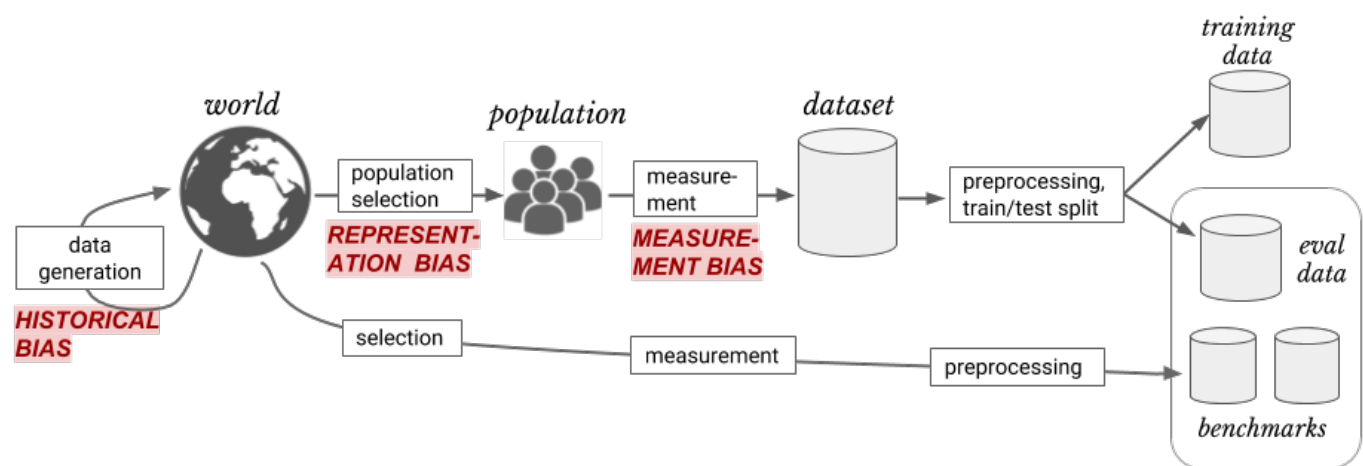 training
data
world
population
dataset
population
selection
measure-
ment
preprocessing,
train/test split
REPRESENT-
ATION BIAS
MEASURE-
MENT BIAS
data
generation
eval
data
HISTORICAL
BIAS
selection
measurement
preprocessing
benchmarks